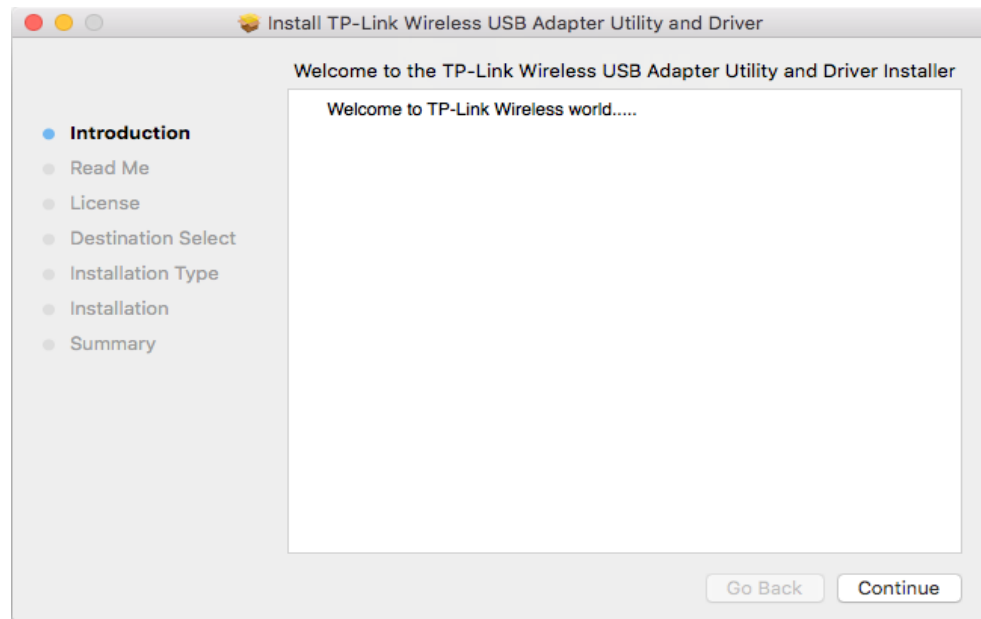 Install TP-Link Wireless USB Adapter Utility and Driver
Welcome to the TP-Link Wireless USB Adapter Utility and Driver Installer
Welcome to TP-Link Wireless world.....
Introduction
Read Me
License
Destination Select
Installation Type
Installation
Summary
Go Back
Continue